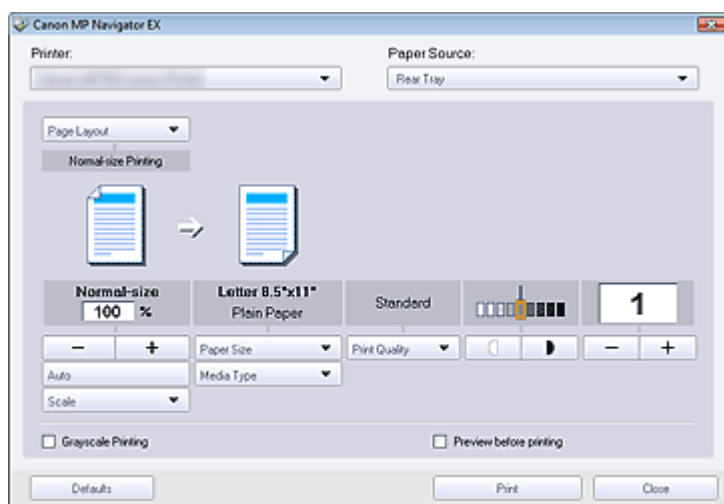 Canon MP Navigator EX
Printer:
Paper Source:
Rear Tray
Page Layout
Normal-size Printing
Normal-size
100 %
Letter 8.5"x11"
Plain Paper
Standard
1
− +
Paper Size
Print Quality
− +
Auto
Media Type
Scale
Grayscale Printing
Preview before printing
Defaults
Print
Close